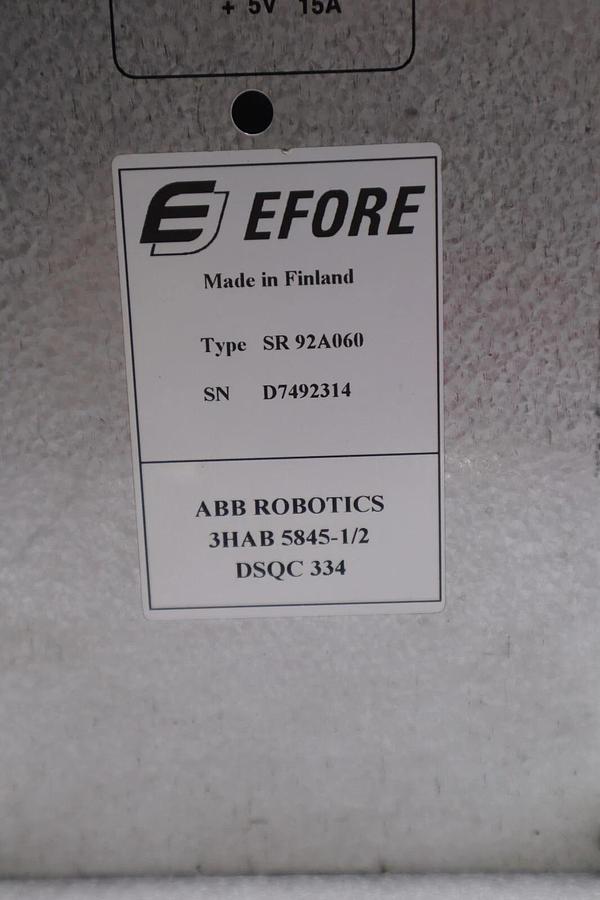 + 5V 15A
EFORE
Made in Finland
Type SR 92A060
SN D7492314
ABB ROBOTICS
3HAB 5845-1/2
DSQC 334